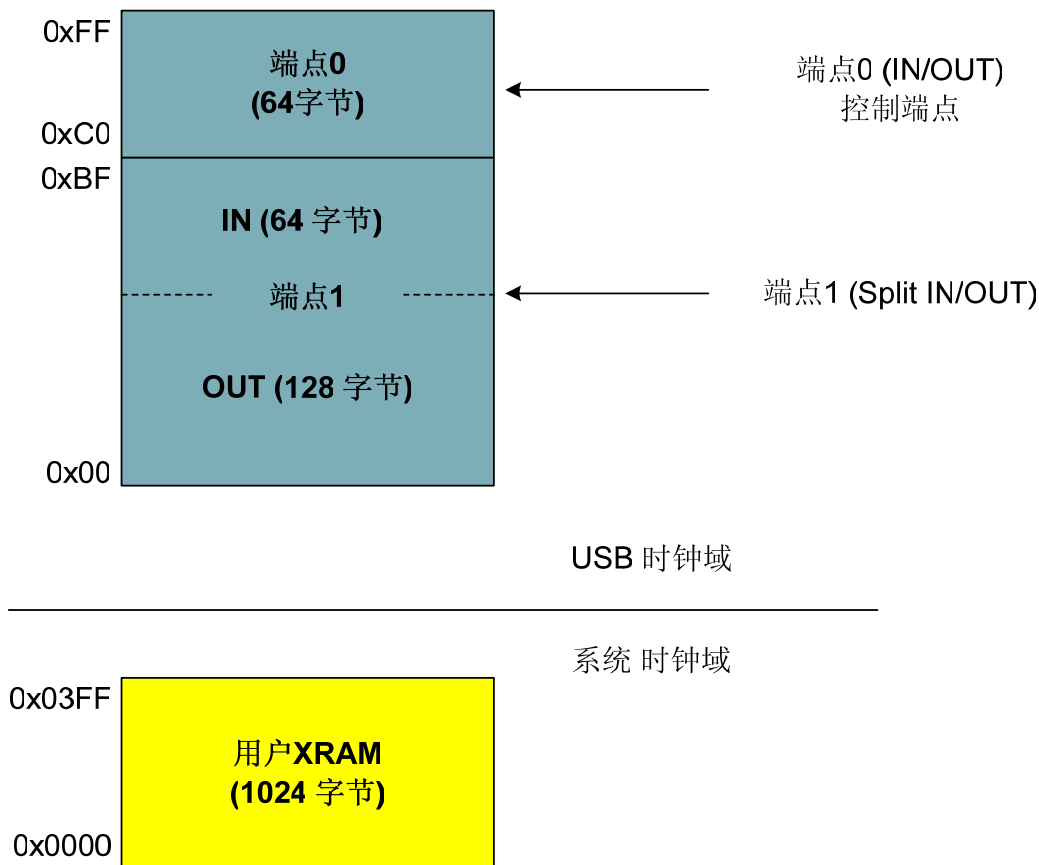 0xFF
端点0
(64字节)
端点0 (IN/OUT)
控制端点
0xC0
0xBF
IN (64 字节)
端点1
端点1 (Split IN/OUT)
OUT (128 字节)
0x00
USB 时钟域
系统 时钟域
0x03FF
用户XRAM
(1024 字节)
0x0000